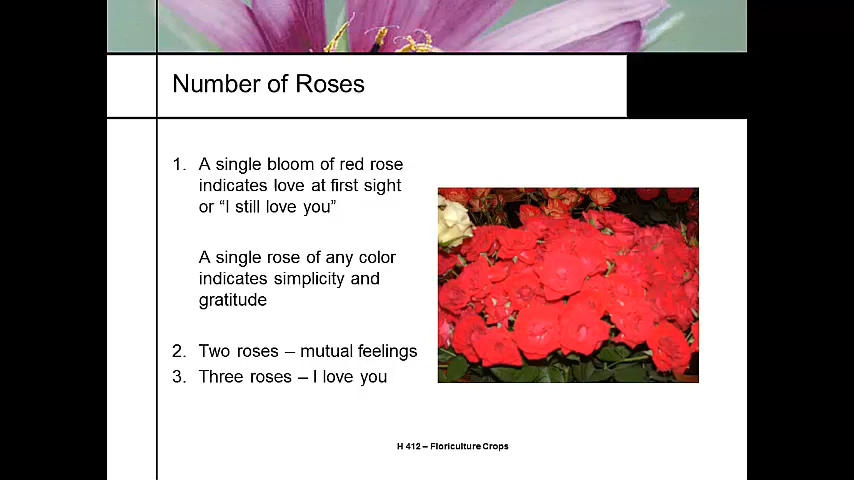 Number of Roses
1. A single bloom of red rose
indicates love at first sight
or “I still love you”
A single rose of any color
indicates simplicity and
gratitude
2. Two roses – mutual feelings
3. Three roses – I love you
H 412 – Floriculture Crops